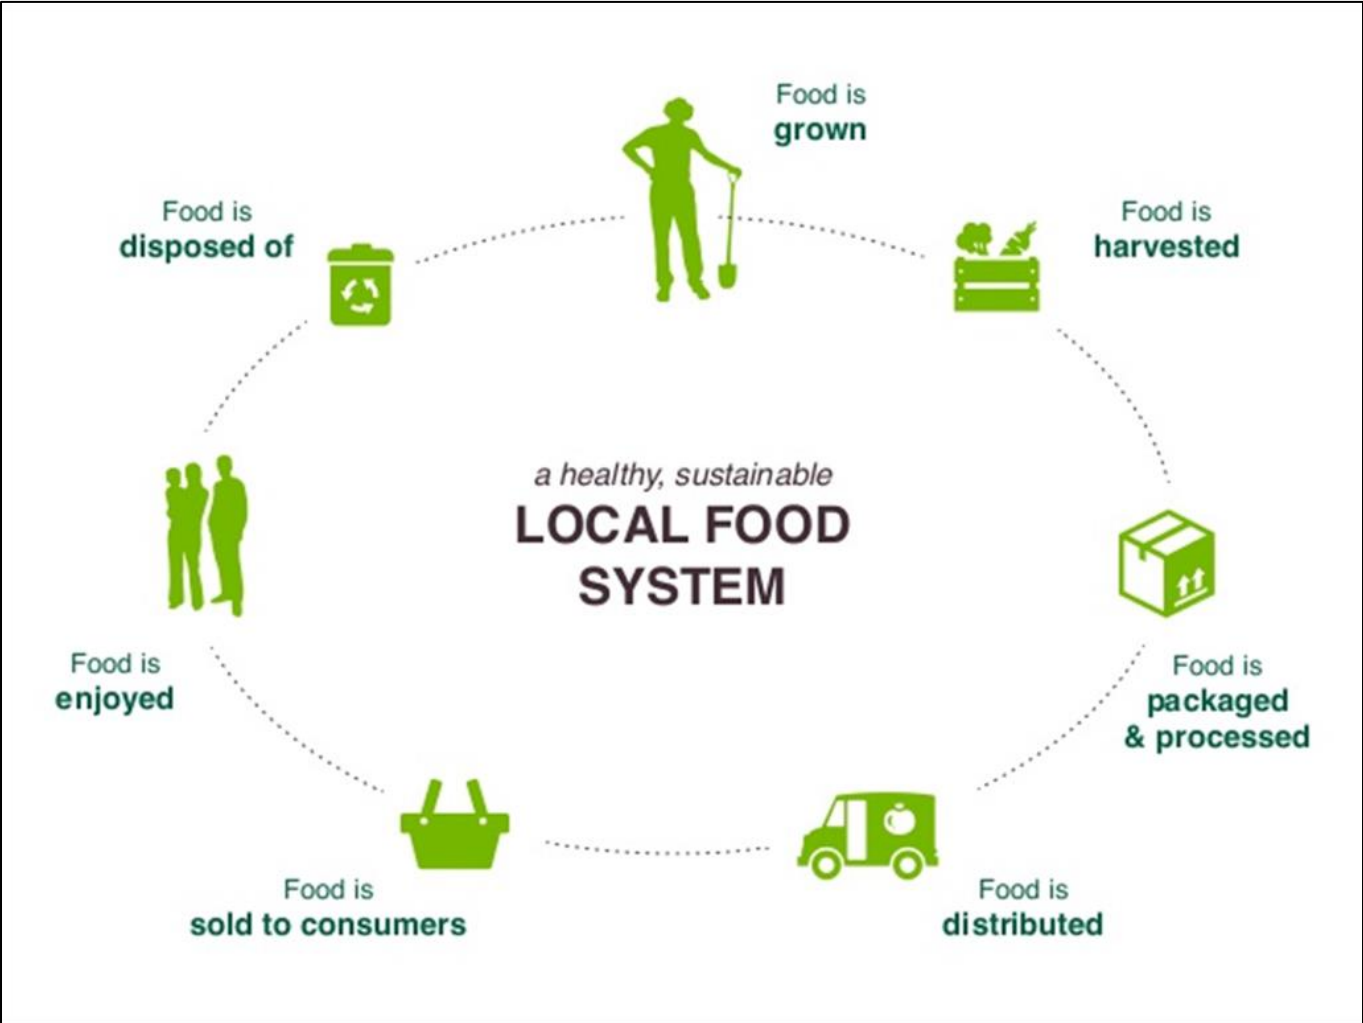 Food is
grown
Food is
harvested
Food is
packaged
& processed
Food is
distributed
Food is
sold to consumers
Food is
enjoyed
Food is
disposed of
a healthy, sustainable
LOCAL FOOD
SYSTEM